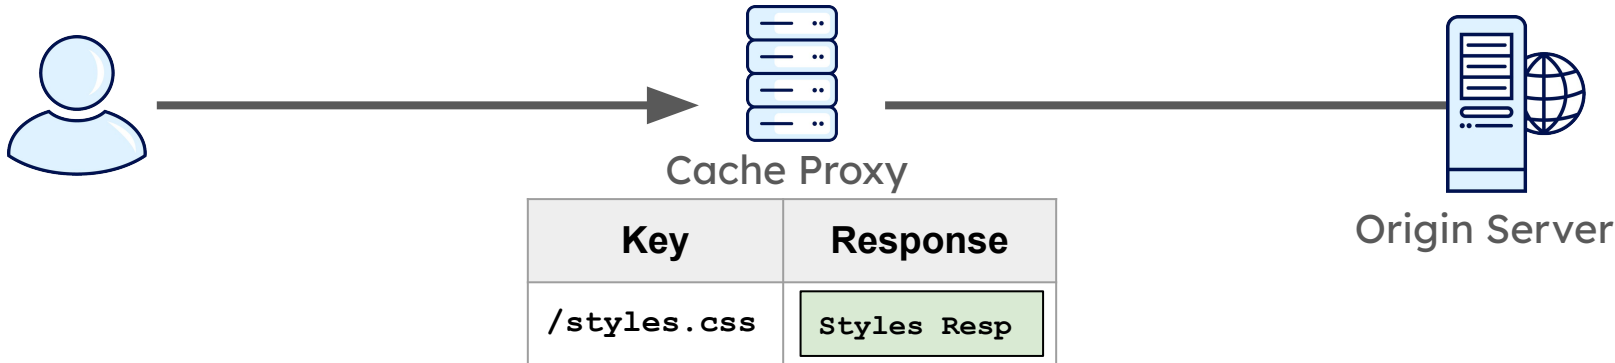 Cache Proxy
Origin Server
Key Response
/styles.css Styles Resp